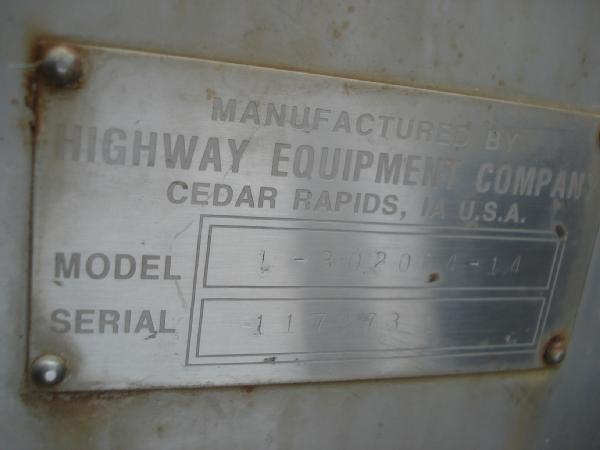 MANUFACTURED BY
HIGHWAY EQUIPMENT COMPANY
CEDAR RAPIDS, IA U.S.A.
MODEL
SERIAL